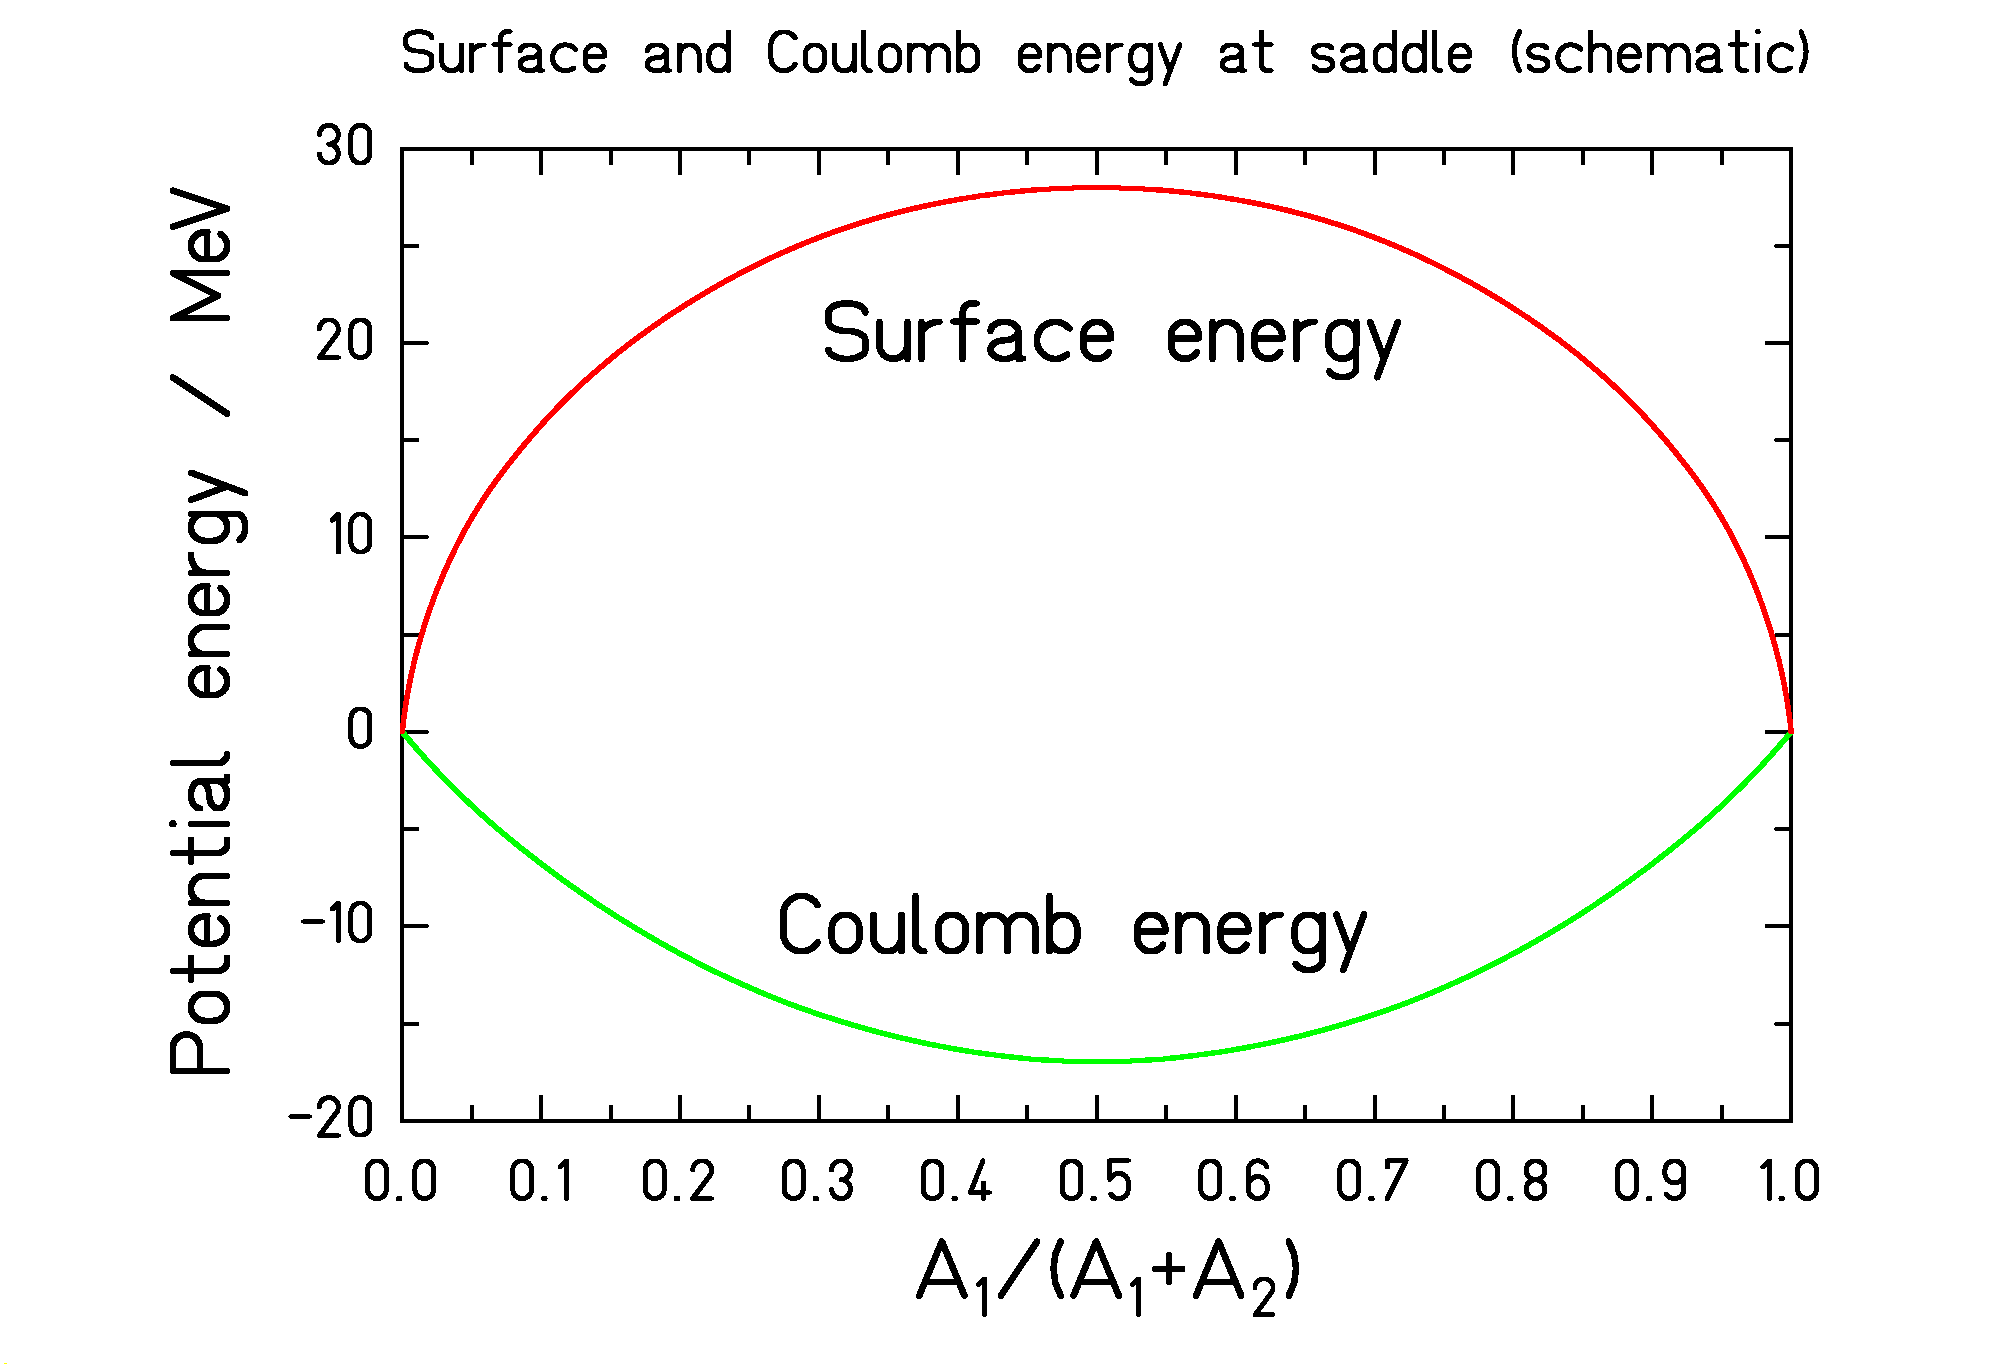 Surface and Coulomb energy at saddle (schematic)
Potential energy / MeV
30
20
10
0
-10
-20
Surface energy
Coulomb energy
0.0 0.1 0.2 0.3 0.4 0.5 0.6 0.7 0.8 0.9 1.0
A₁/(A₁+A₂)